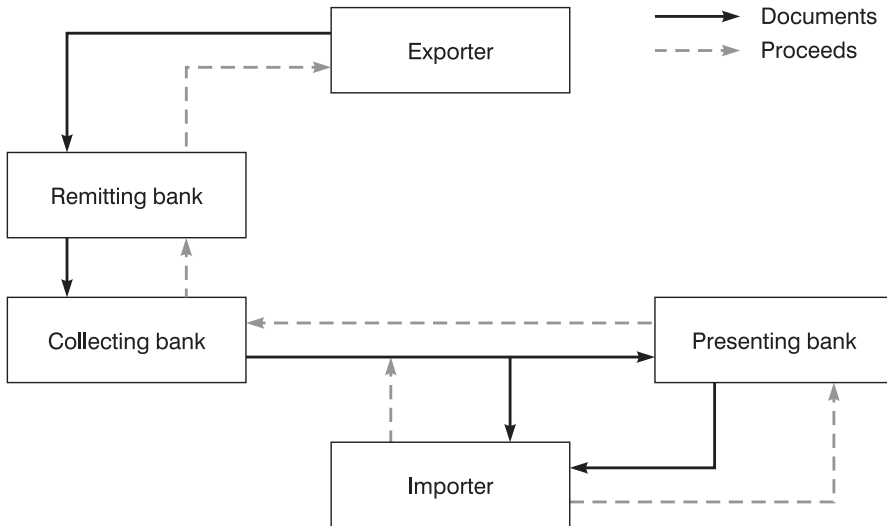 Documents
Exporter
Proceeds
Remitting bank
Collecting bank
Presenting bank
Importer